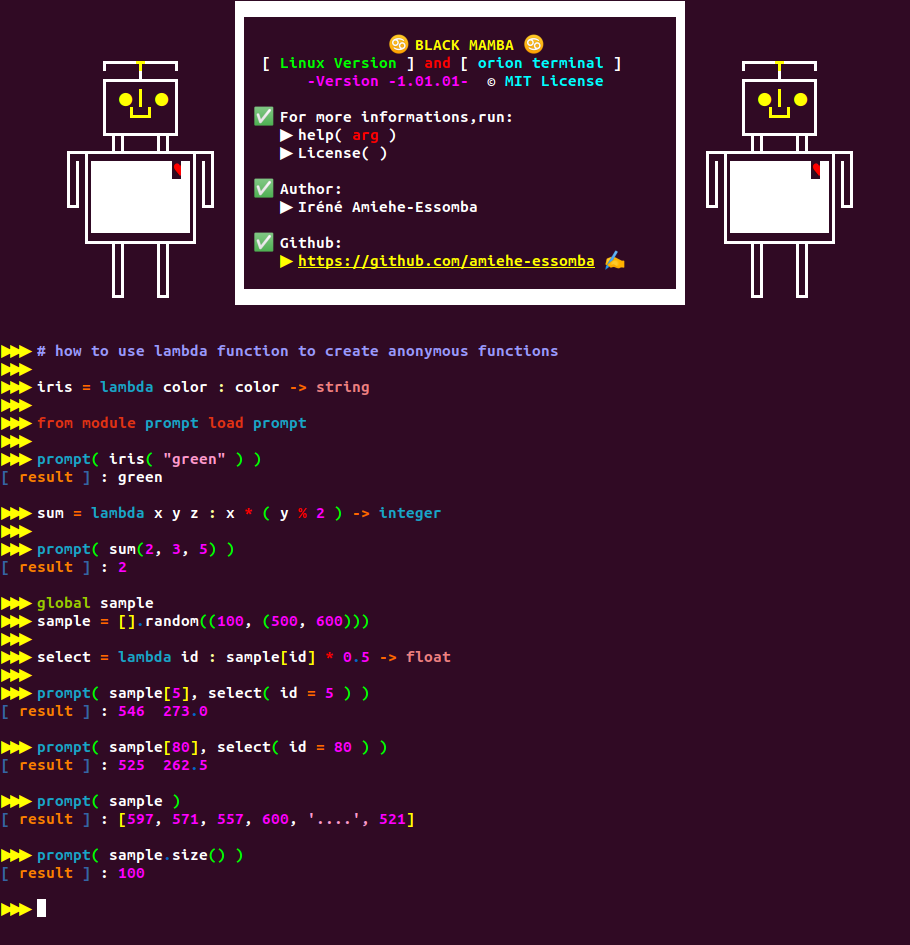 ♋ BLACK MAMBA ♋
[ Linux Version ] and [ orion terminal ]
-Version -1.01.01- © MIT License
✅ For more informations,run:
▶ help( arg )
▶ License( )
✅ Author:
▶ Iréné Amiehe-Essomba
✅ Github:
▶ https://github.com/amiehe-essomba ✍
▶▶▶ # how to use lambda function to create anonymous functions
▶▶▶
▶▶▶ iris = lambda color : color -> string
▶▶▶
▶▶▶ from module prompt load prompt
▶▶▶
▶▶▶ prompt( iris( "green" ) )
[ result ] : green
▶▶▶ sum = lambda x y z : x * ( y % 2 ) -> integer
▶▶▶
▶▶▶ prompt( sum(2, 3, 5) )
[ result ] : 2
▶▶▶ global sample
▶▶▶ sample = [].random((100, (500, 600)))
▶▶▶
▶▶▶ select = lambda id : sample[id] * 0.5 -> float
▶▶▶
▶▶▶ prompt( sample[5], select( id = 5 ) )
[ result ] : 546  273.0
▶▶▶ prompt( sample[80], select( id = 80 ) )
[ result ] : 525  262.5
▶▶▶ prompt( sample )
[ result ] : [597, 571, 557, 600, '....', 521]
▶▶▶ prompt( sample.size() )
[ result ] : 100
▶▶▶